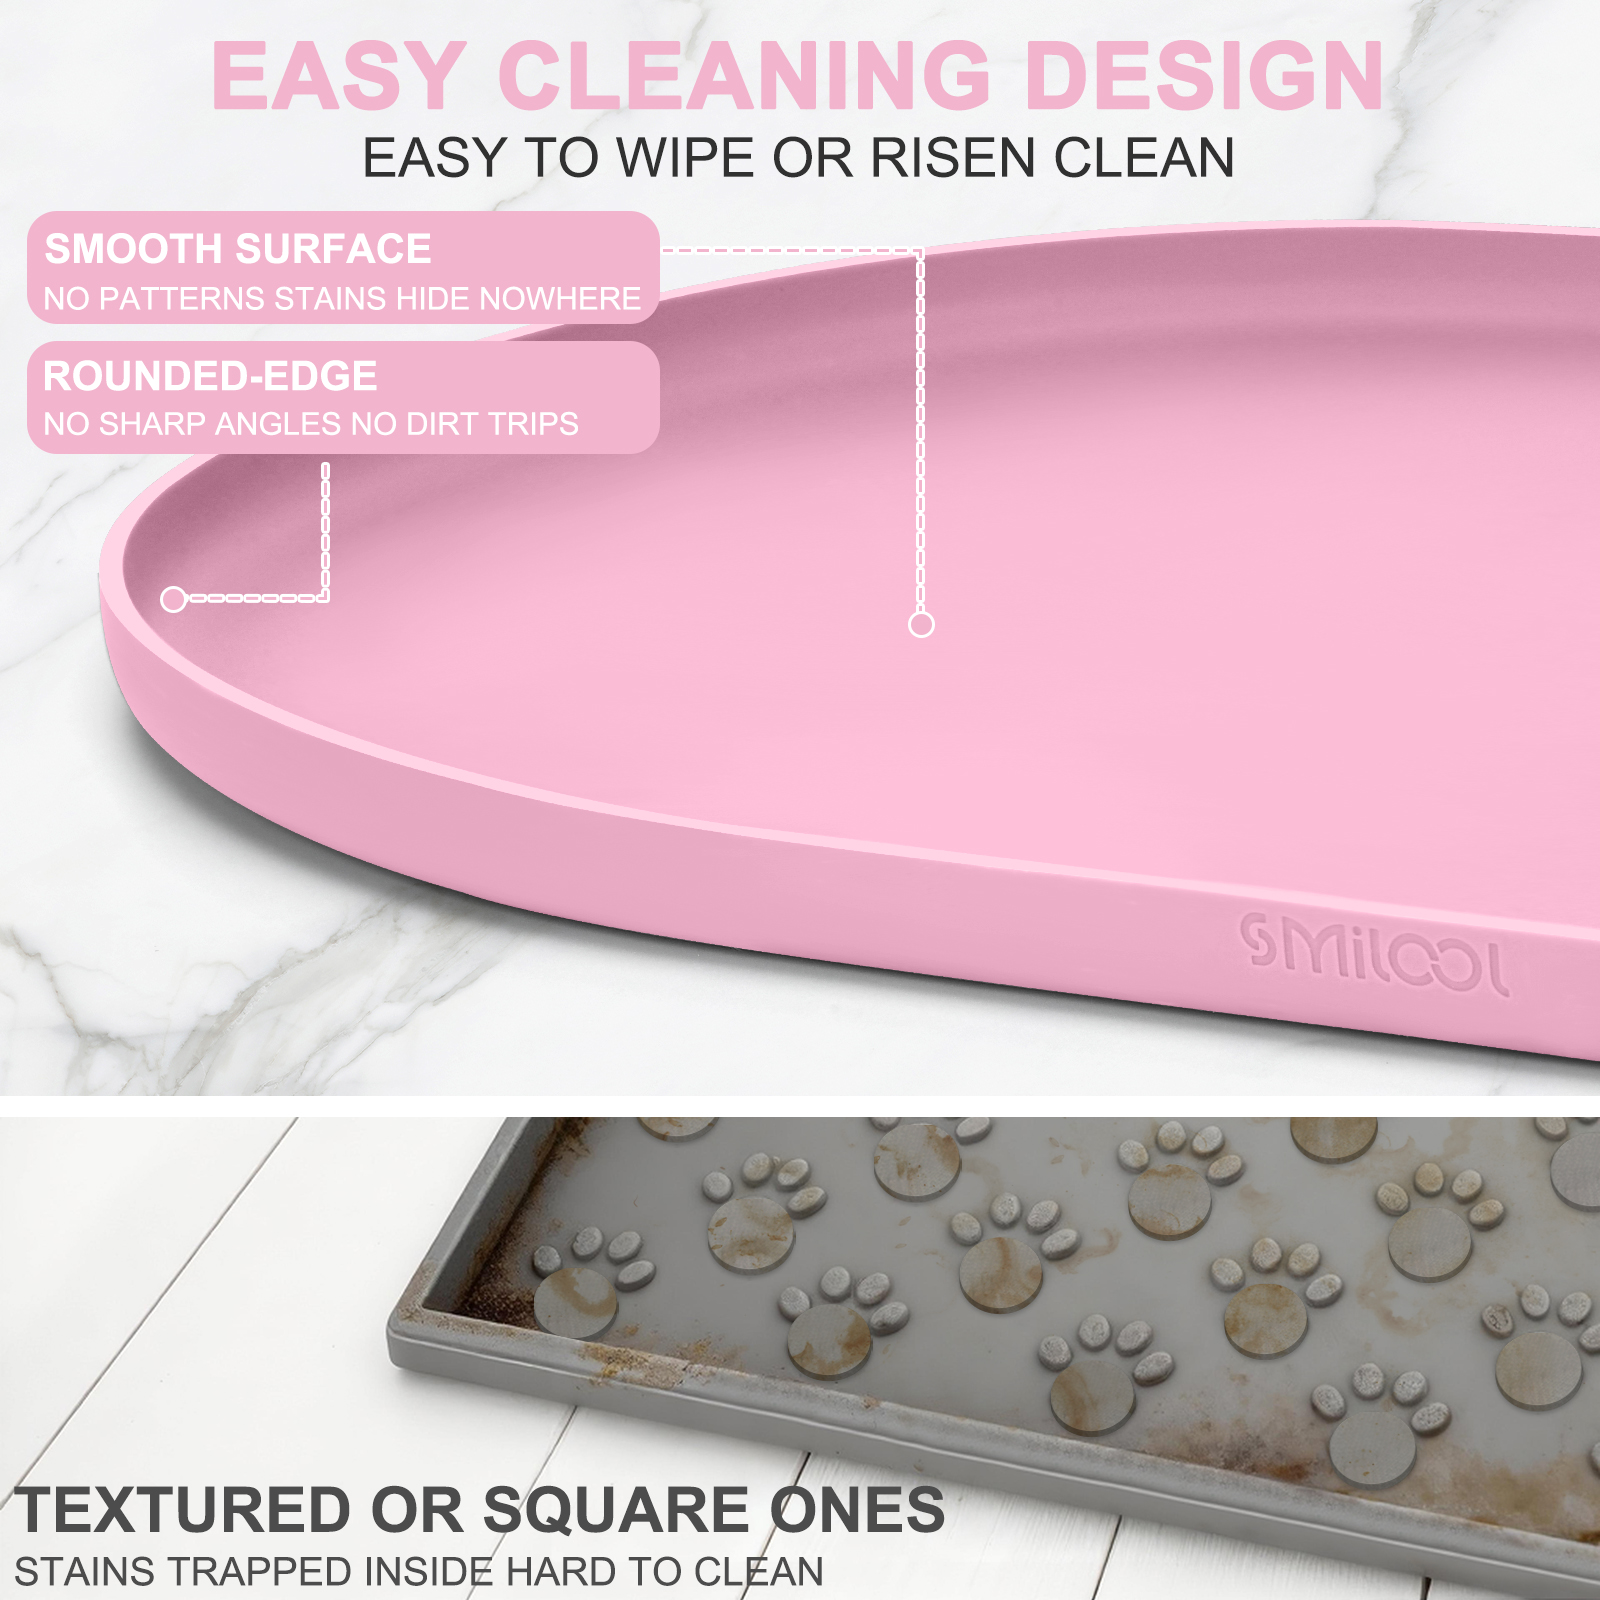 EASY CLEANING DESIGN
EASY TO WIPE OR RISEN CLEAN
SMOOTH SURFACE
NO PATTERNS STAINS HIDE NOWHERE
ROUNDED-EDGE
NO SHARP ANGLES NO DIRT TRIPS
SMilCOOL
TEXTURED OR SQUARE ONES
STAINS TRAPPED INSIDE HARD TO CLEAN